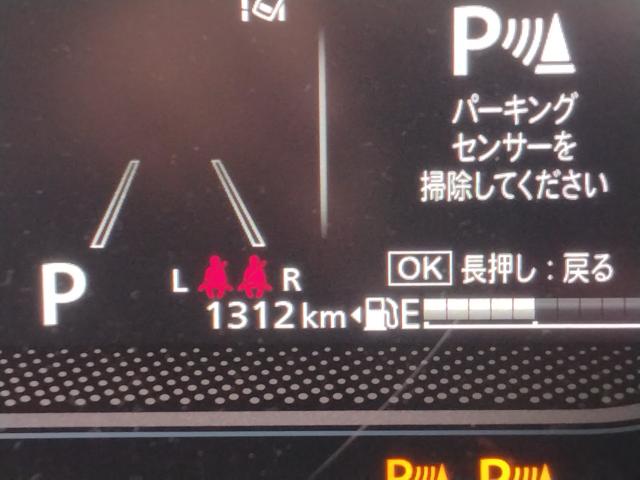 P
パーキング
センサーを
掃除してください
OK 長押し：戻る
P
L R
1312 km
E
P P